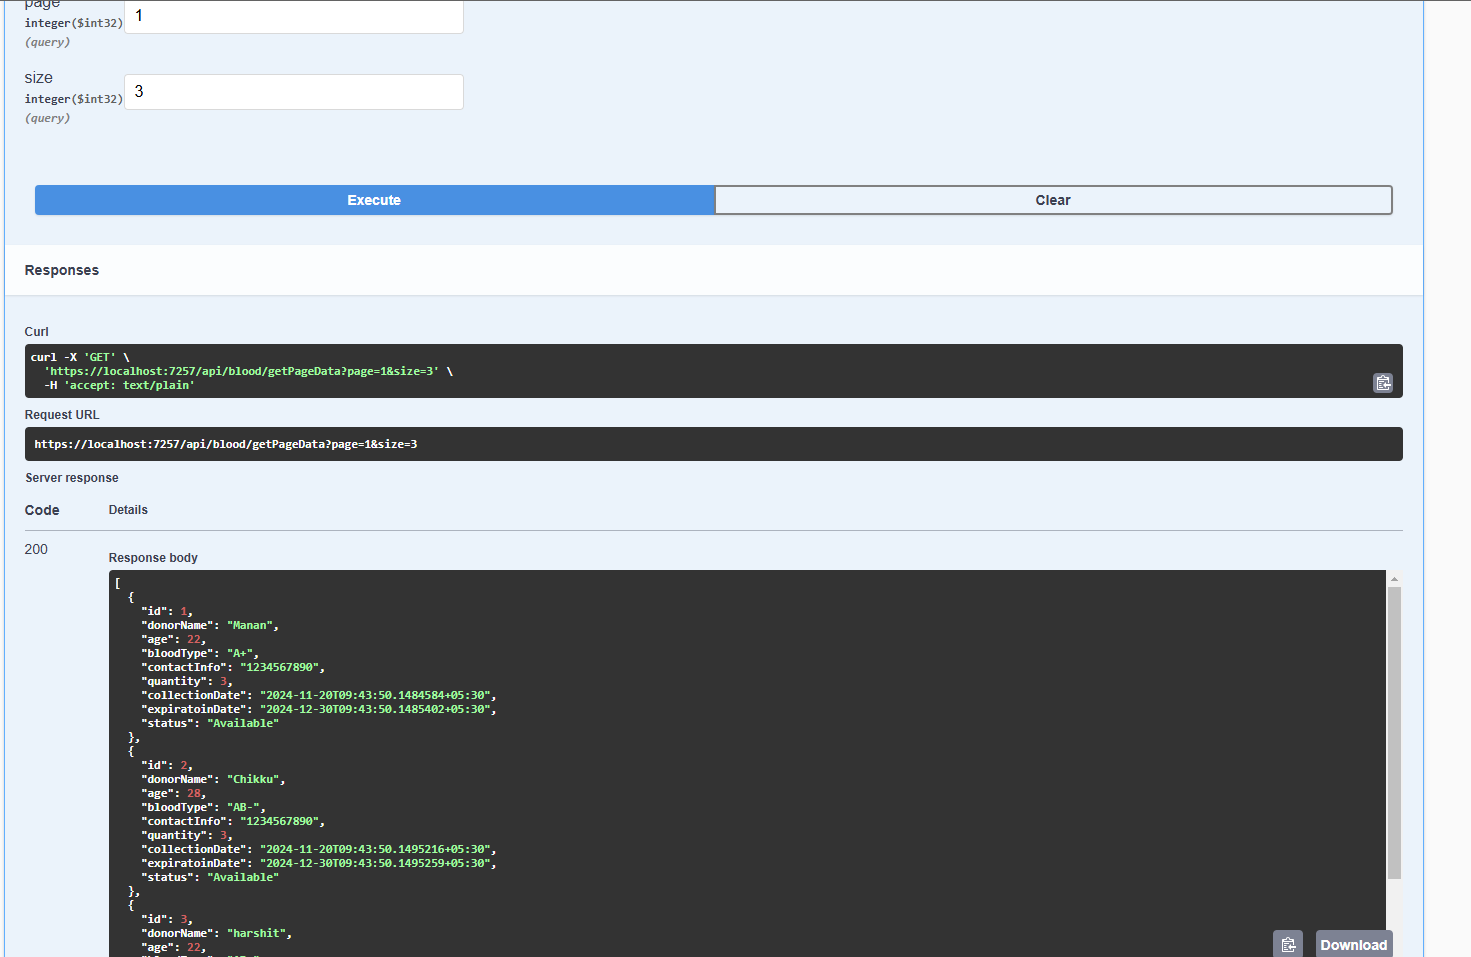 page
integer($int32)
1
(query)
size
integer($int32)
3
(query)
Execute
Clear
Responses
Curl
curl -X 'GET' \
'https://localhost:7257/api/blood/getPageData?page=1&size=3' \
-H 'accept: text/plain'
Request URL
https://localhost:7257/api/blood/getPageData?page=1&size=3
Server response
Code Details
200
Response body
[
{
"id": 1,
"donorName": "Manan",
"age": 22,
"bloodType": "A+",
"contactInfo": "1234567890",
"quantity": 3,
"collectionDate": "2024-11-20T09:43:50.1484584+05:30",
"expiratoinDate": "2024-12-30T09:43:50.1485402+05:30",
"status": "Available"
},
{
"id": 2,
"donorName": "Chikku",
"age": 28,
"bloodType": "AB-",
"contactInfo": "1234567890",
"quantity": 3,
"collectionDate": "2024-11-20T09:43:50.1495216+05:30",
"expiratoinDate": "2024-12-30T09:43:50.1495259+05:30",
"status": "Available"
},
{
"id": 3,
"donorName": "harshit",
"age": 22,
Download